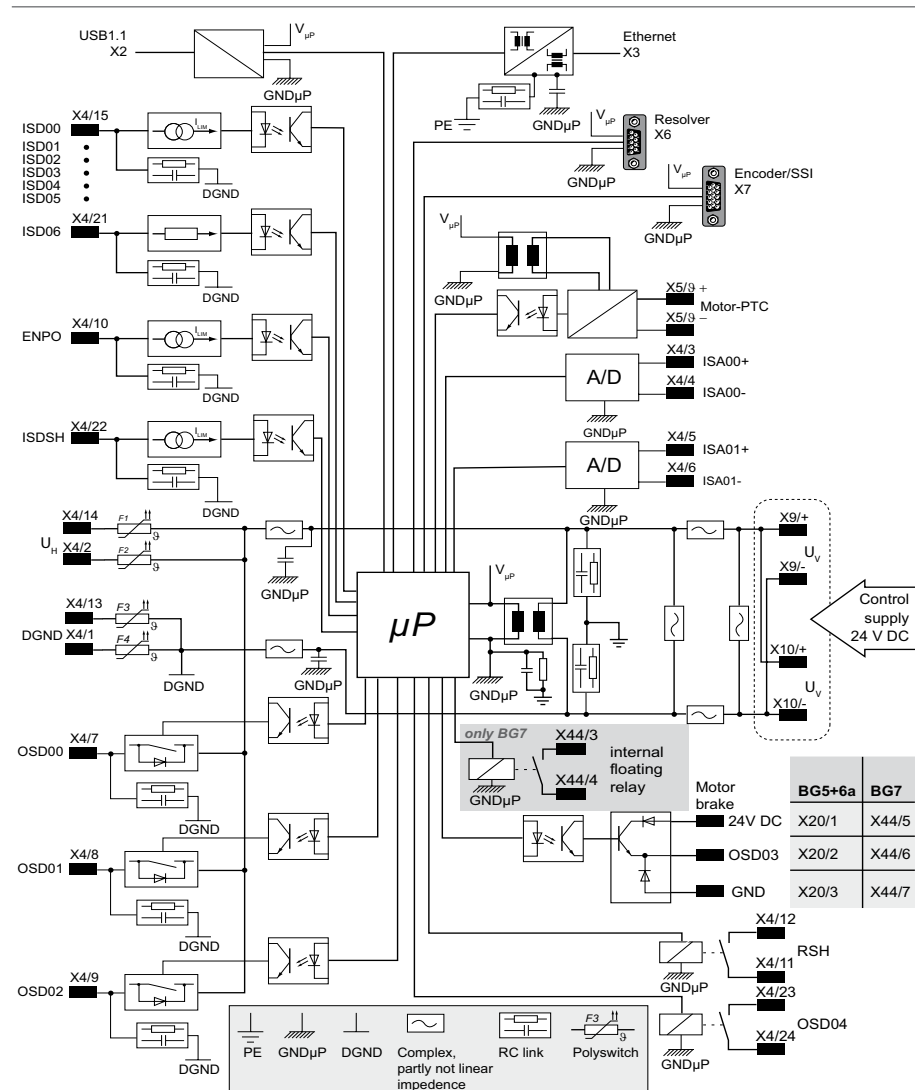 USB1.1
X2
VµP
GNDµP
Ethernet
X3
PE
GNDµP
VµP
Resolver
X6
GNDµP
VµP
Encoder/SSI
X7
GNDµP
X4/15
ISD00
ILIM
ISD01
ISD02
ISD03
ISD04
ISD05
DGND
X4/21
ISD06
DGND
VµP
GNDµP
X5/ϑ +
Motor-PTC
X5/ϑ –
X4/10
ENPO
ILIM
DGND
X4/3
ISA00+
A/D
X4/4
ISA00-
GNDµP
X4/22
ISDSH
ILIM
DGND
X4/5
ISA01+
A/D
X4/6
ISA01-
GNDµP
X4/14
F1
ϑ
UH
X4/2
F2
ϑ
GNDµP
X4/13
F3
ϑ
DGND
X4/1
F4
ϑ
DGND
GNDµP
µP
VµP
GNDµP
X9/+
UV
X9/-
X10/+
UV
X10/-
Control
supply
24 V DC
only BG7
X44/3
X44/4
internal
floating
relay
GNDµP
X4/7
OSD00
DGND
Motor
brake
24V DC
OSD03
GND
BG5+6a BG7
X20/1 X44/5
X20/2 X44/6
X20/3 X44/7
X4/8
OSD01
DGND
X4/12
RSH
X4/11
GNDµP
X4/9
OSD02
DGND
X4/23
OSD04
X4/24
GNDµP
F3
ϑ
PE
GNDµP
DGND
Complex,
partly not linear
impedence
RC link
Polyswitch